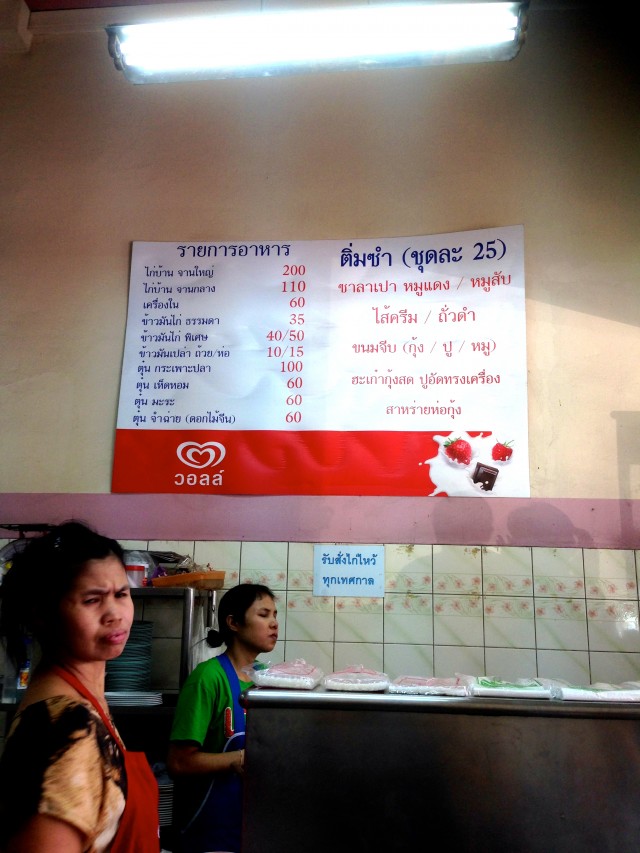 รายการอาหาร
ไก่บ้าน จานใหญ่ 200
ไก่บ้าน จานกลาง 110
เครื่องใน 60
ข้าวมันไก่ ธรรมดา 35
ข้าวมันไก่ พิเศษ 40/50
ข้าวมันเปล่า ถ้วย/ห่อ 10/15
ตุ๋น กระเพาะปลา 100
ตุ๋น เห็ดหอม 60
ตุ๋น มะระ 60
ตุ๋น จำฉ่าย (ดอกไม้จีน) 60
ติ่มซำ (ชุดละ 25)
ซาลาเปา หมูแดง / หมูสับ
ไส้ครีม / ถั่วดำ
ขนมจีบ (กุ้ง / ปู / หมู)
ฮะเก๋ากุ้งสด ปูอัดทรงเครื่อง
สาหร่ายห่อกุ้ง
วอลล์
รับสั่งไก่ไหว้
ทุกเทศกาล